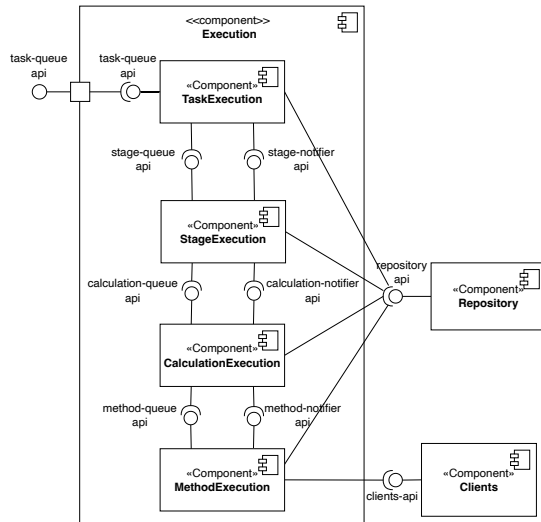 <<component>>
Execution
task-queue
api
task-queue
api
«Component»
TaskExecution
stage-queue
api
stage-notifier
api
«Component»
StageExecution
calculation-queue
api
calculation-notifier
api
repository
api
«Component»
Repository
«Component»
CalculationExecution
method-queue
api
method-notifier
api
«Component»
MethodExecution
clients-api
«Component»
Clients